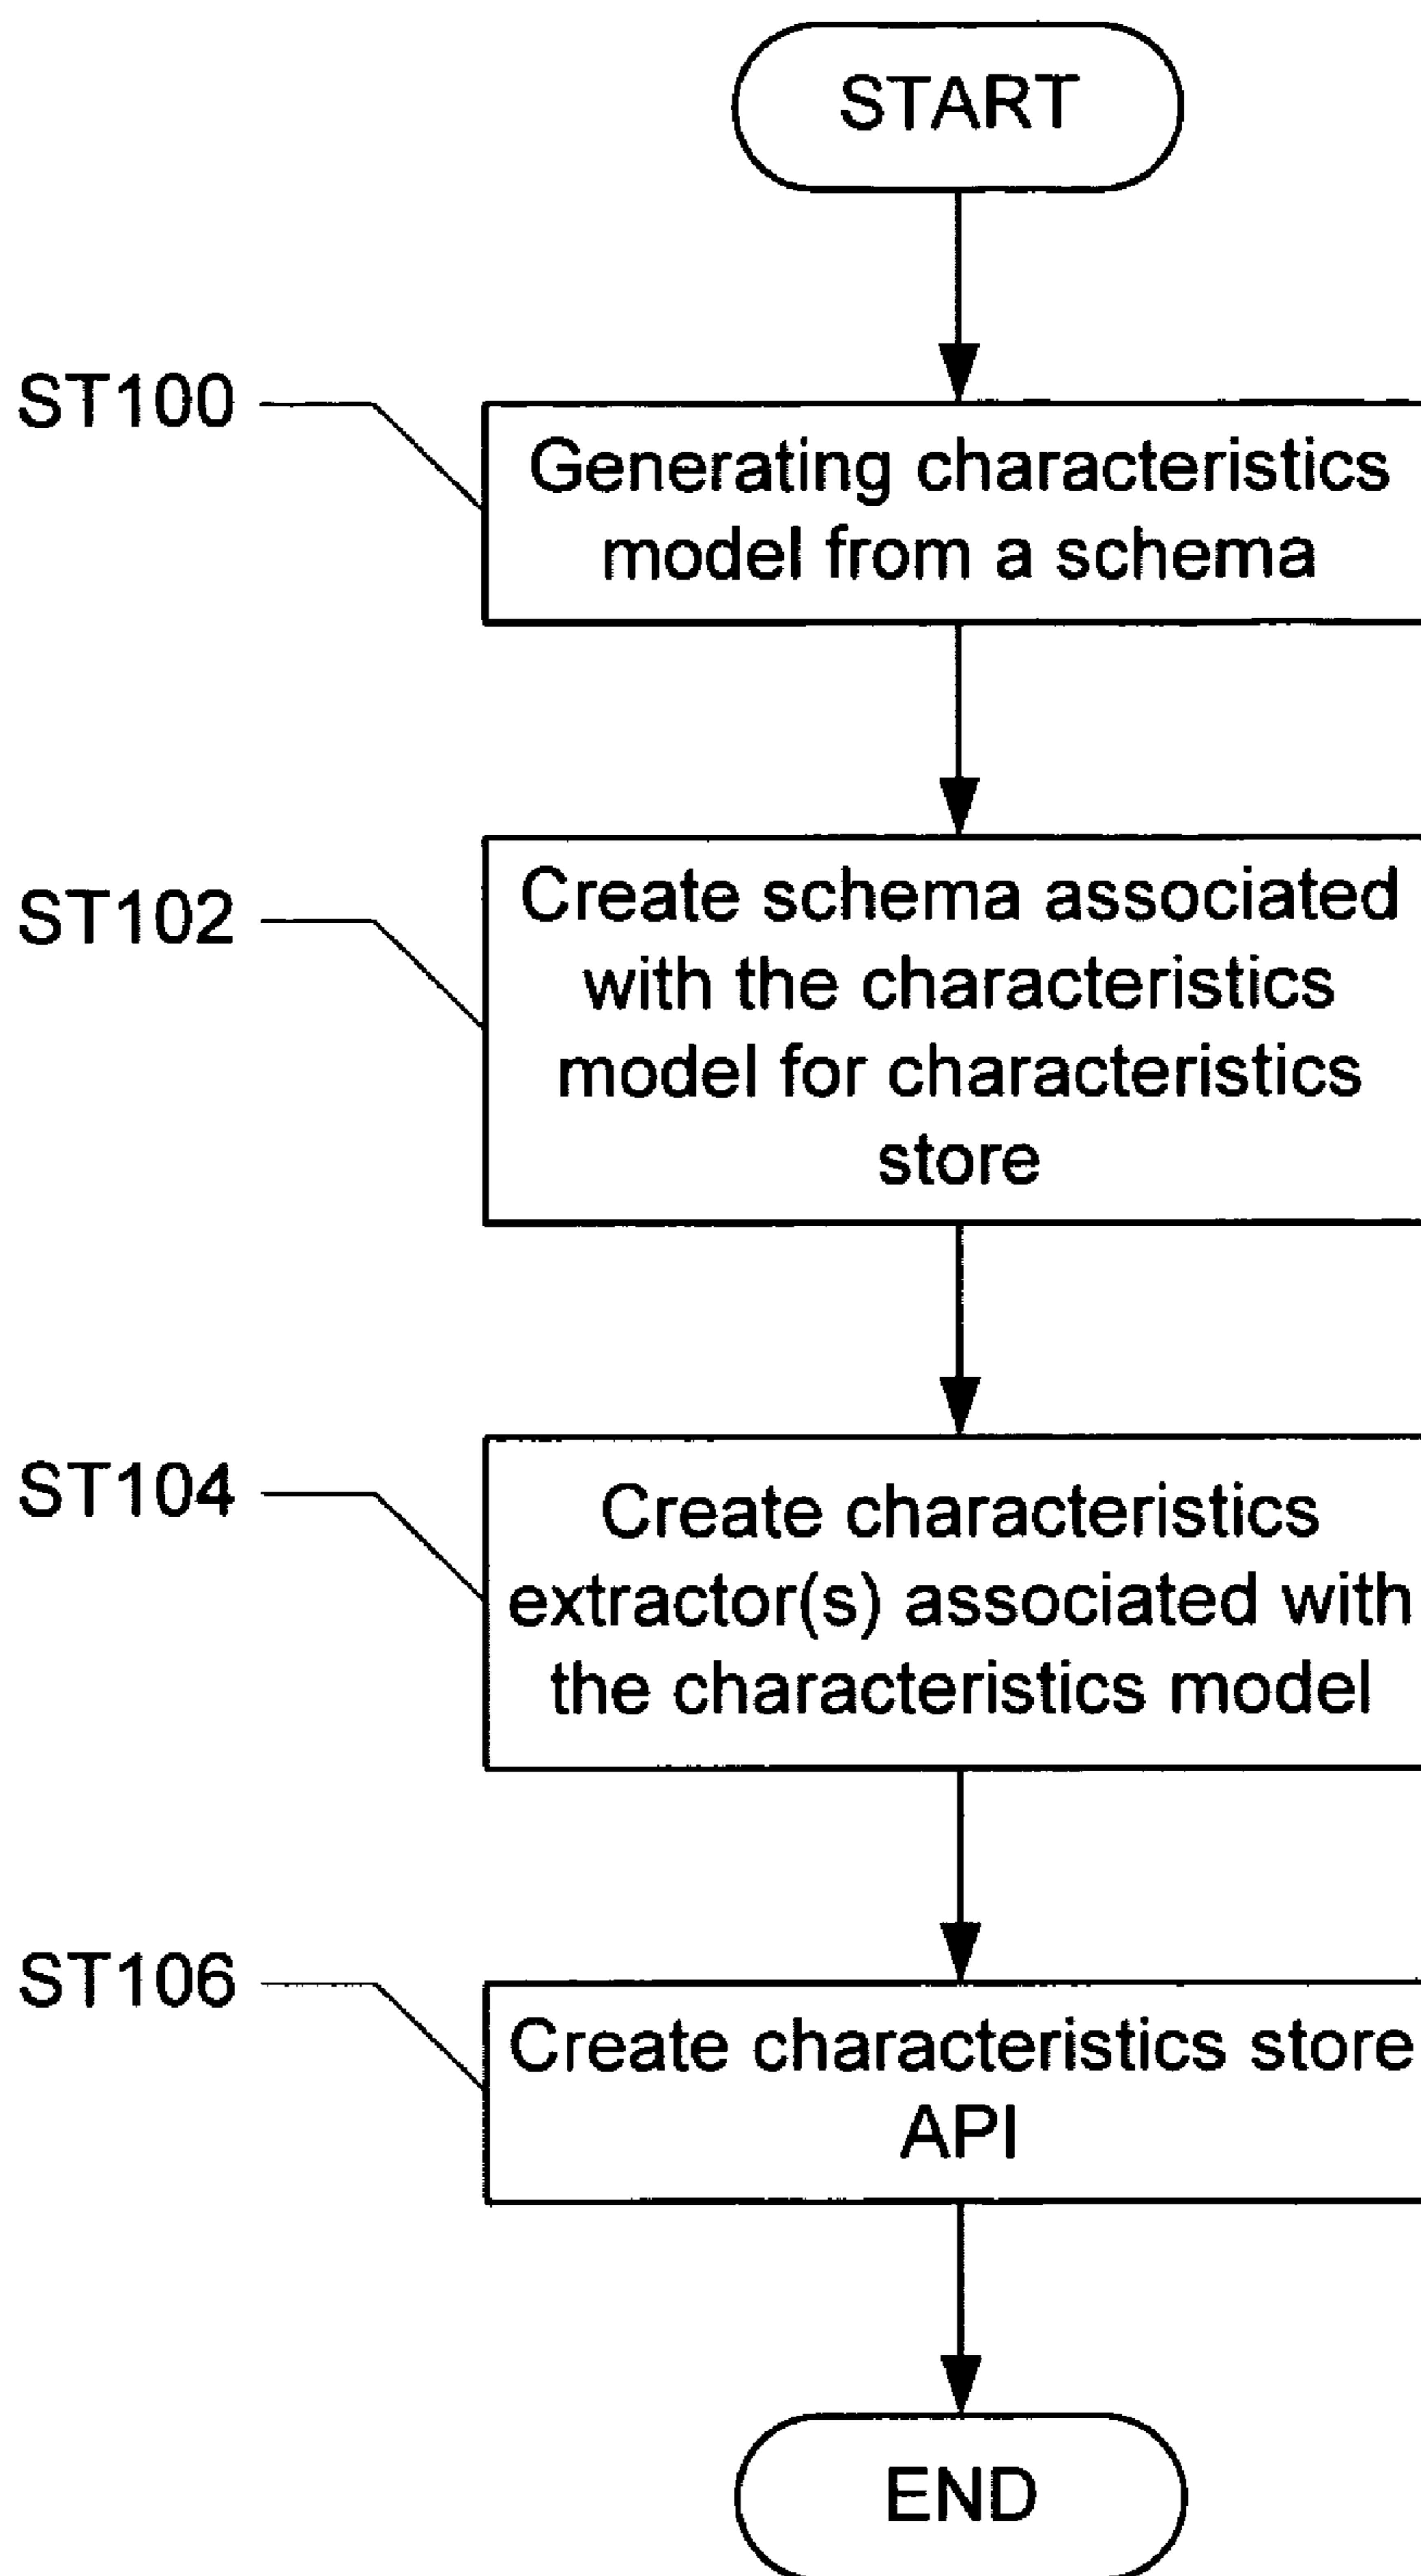 START
ST100
Generating characteristics
model from a schema
ST102
Create schema associated
with the characteristics
model for characteristics
store
ST104
Create characteristics
extractor(s) associated with
the characteristics model
ST106
Create characteristics store
API
END